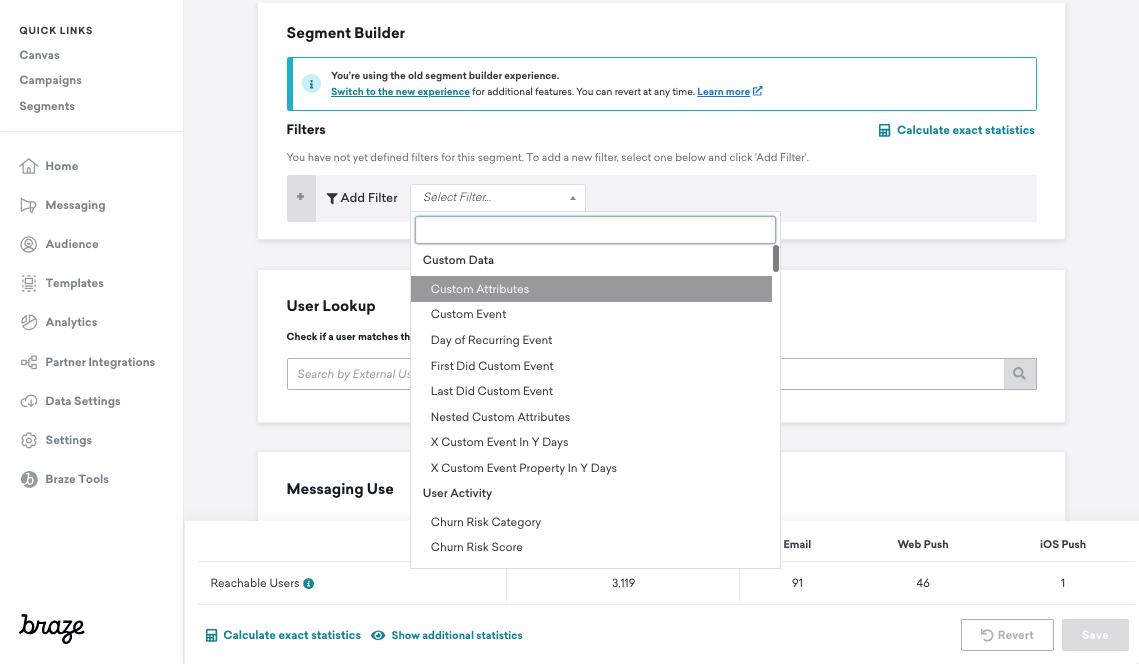 QUICK LINKS
Canvas
Campaigns
Segments
Home
Messaging
Audience
Templates
Analytics
Partner Integrations
Data Settings
Settings
Braze Tools
braze
Segment Builder
You're using the old segment builder experience.
Switch to the new experience for additional features. You can revert at any time. Learn more
Filters
Calculate exact statistics
You have not yet defined filters for this segment. To add a new filter, select one below and click 'Add Filter'.
+ Add Filter Select Filter...
Custom Data
Custom Attributes
Custom Event
Day of Recurring Event
First Did Custom Event
Last Did Custom Event
Nested Custom Attributes
X Custom Event In Y Days
X Custom Event Property In Y Days
User Activity
Churn Risk Category
Churn Risk Score
User Lookup
Check if a user matches
Search by External
Messaging Use
Email Web Push iOS Push
Reachable Users 3,119 91 46 1
Calculate exact statistics Show additional statistics
Revert Save